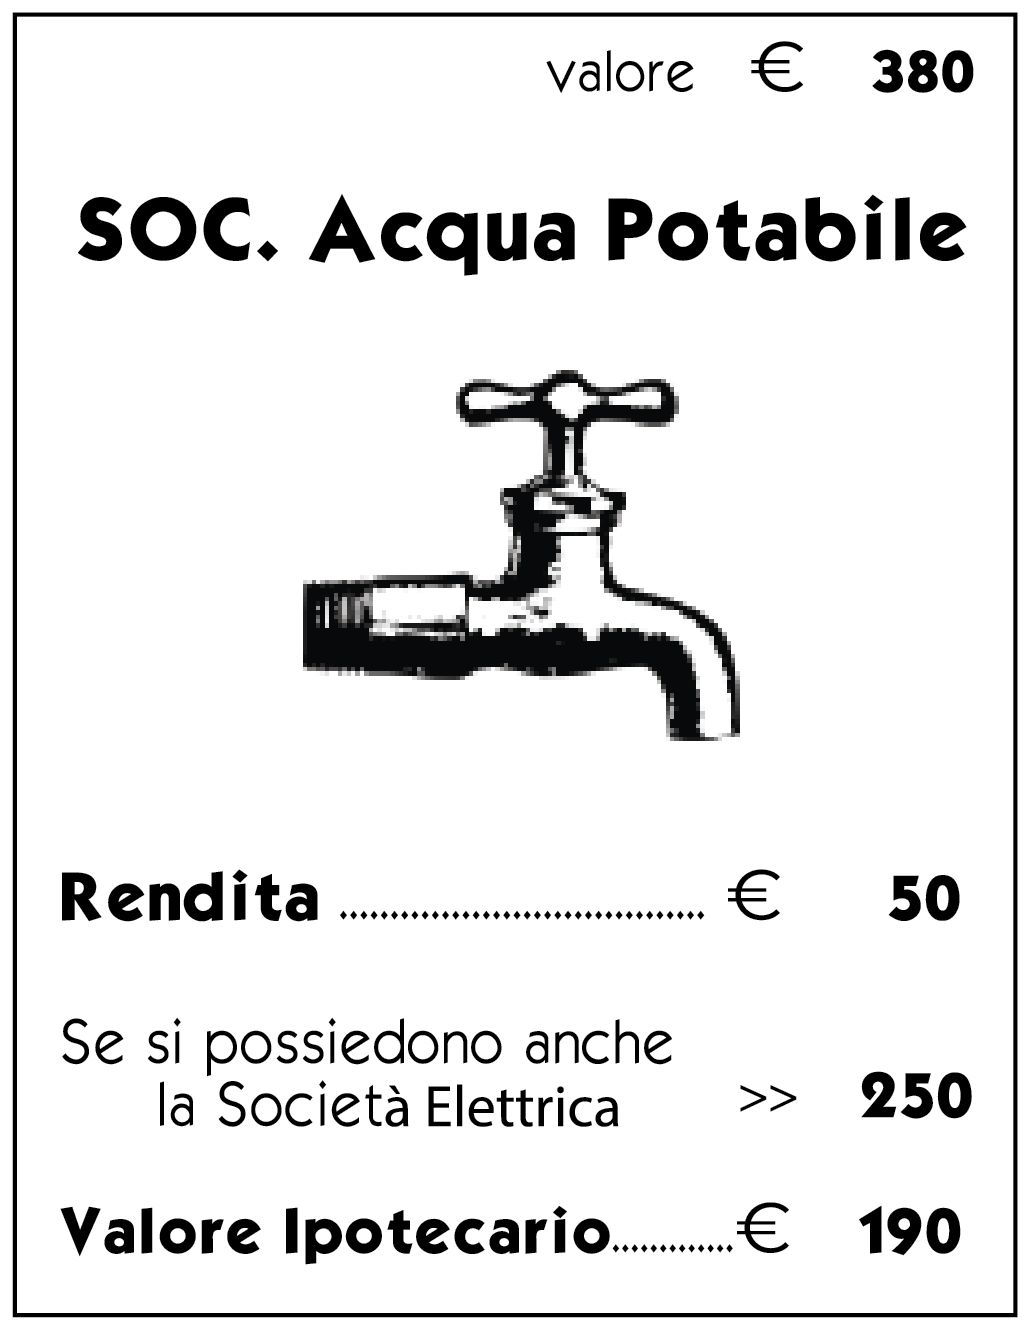 valore € 380
SOC. Acqua Potabile
Rendita .................................... € 50
Se si possiedono anche
la Società Elettrica >> 250
Valore Ipotecario............. € 190